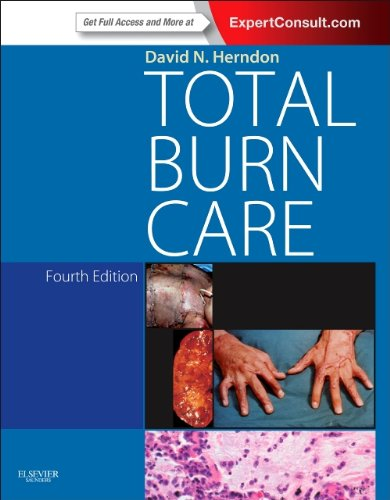 Get Full Access and More at
ExpertConsult.com
David N. Herndon
TOTAL
BURN
CARE
Fourth Edition
ELSEVIER
SAUNDERS